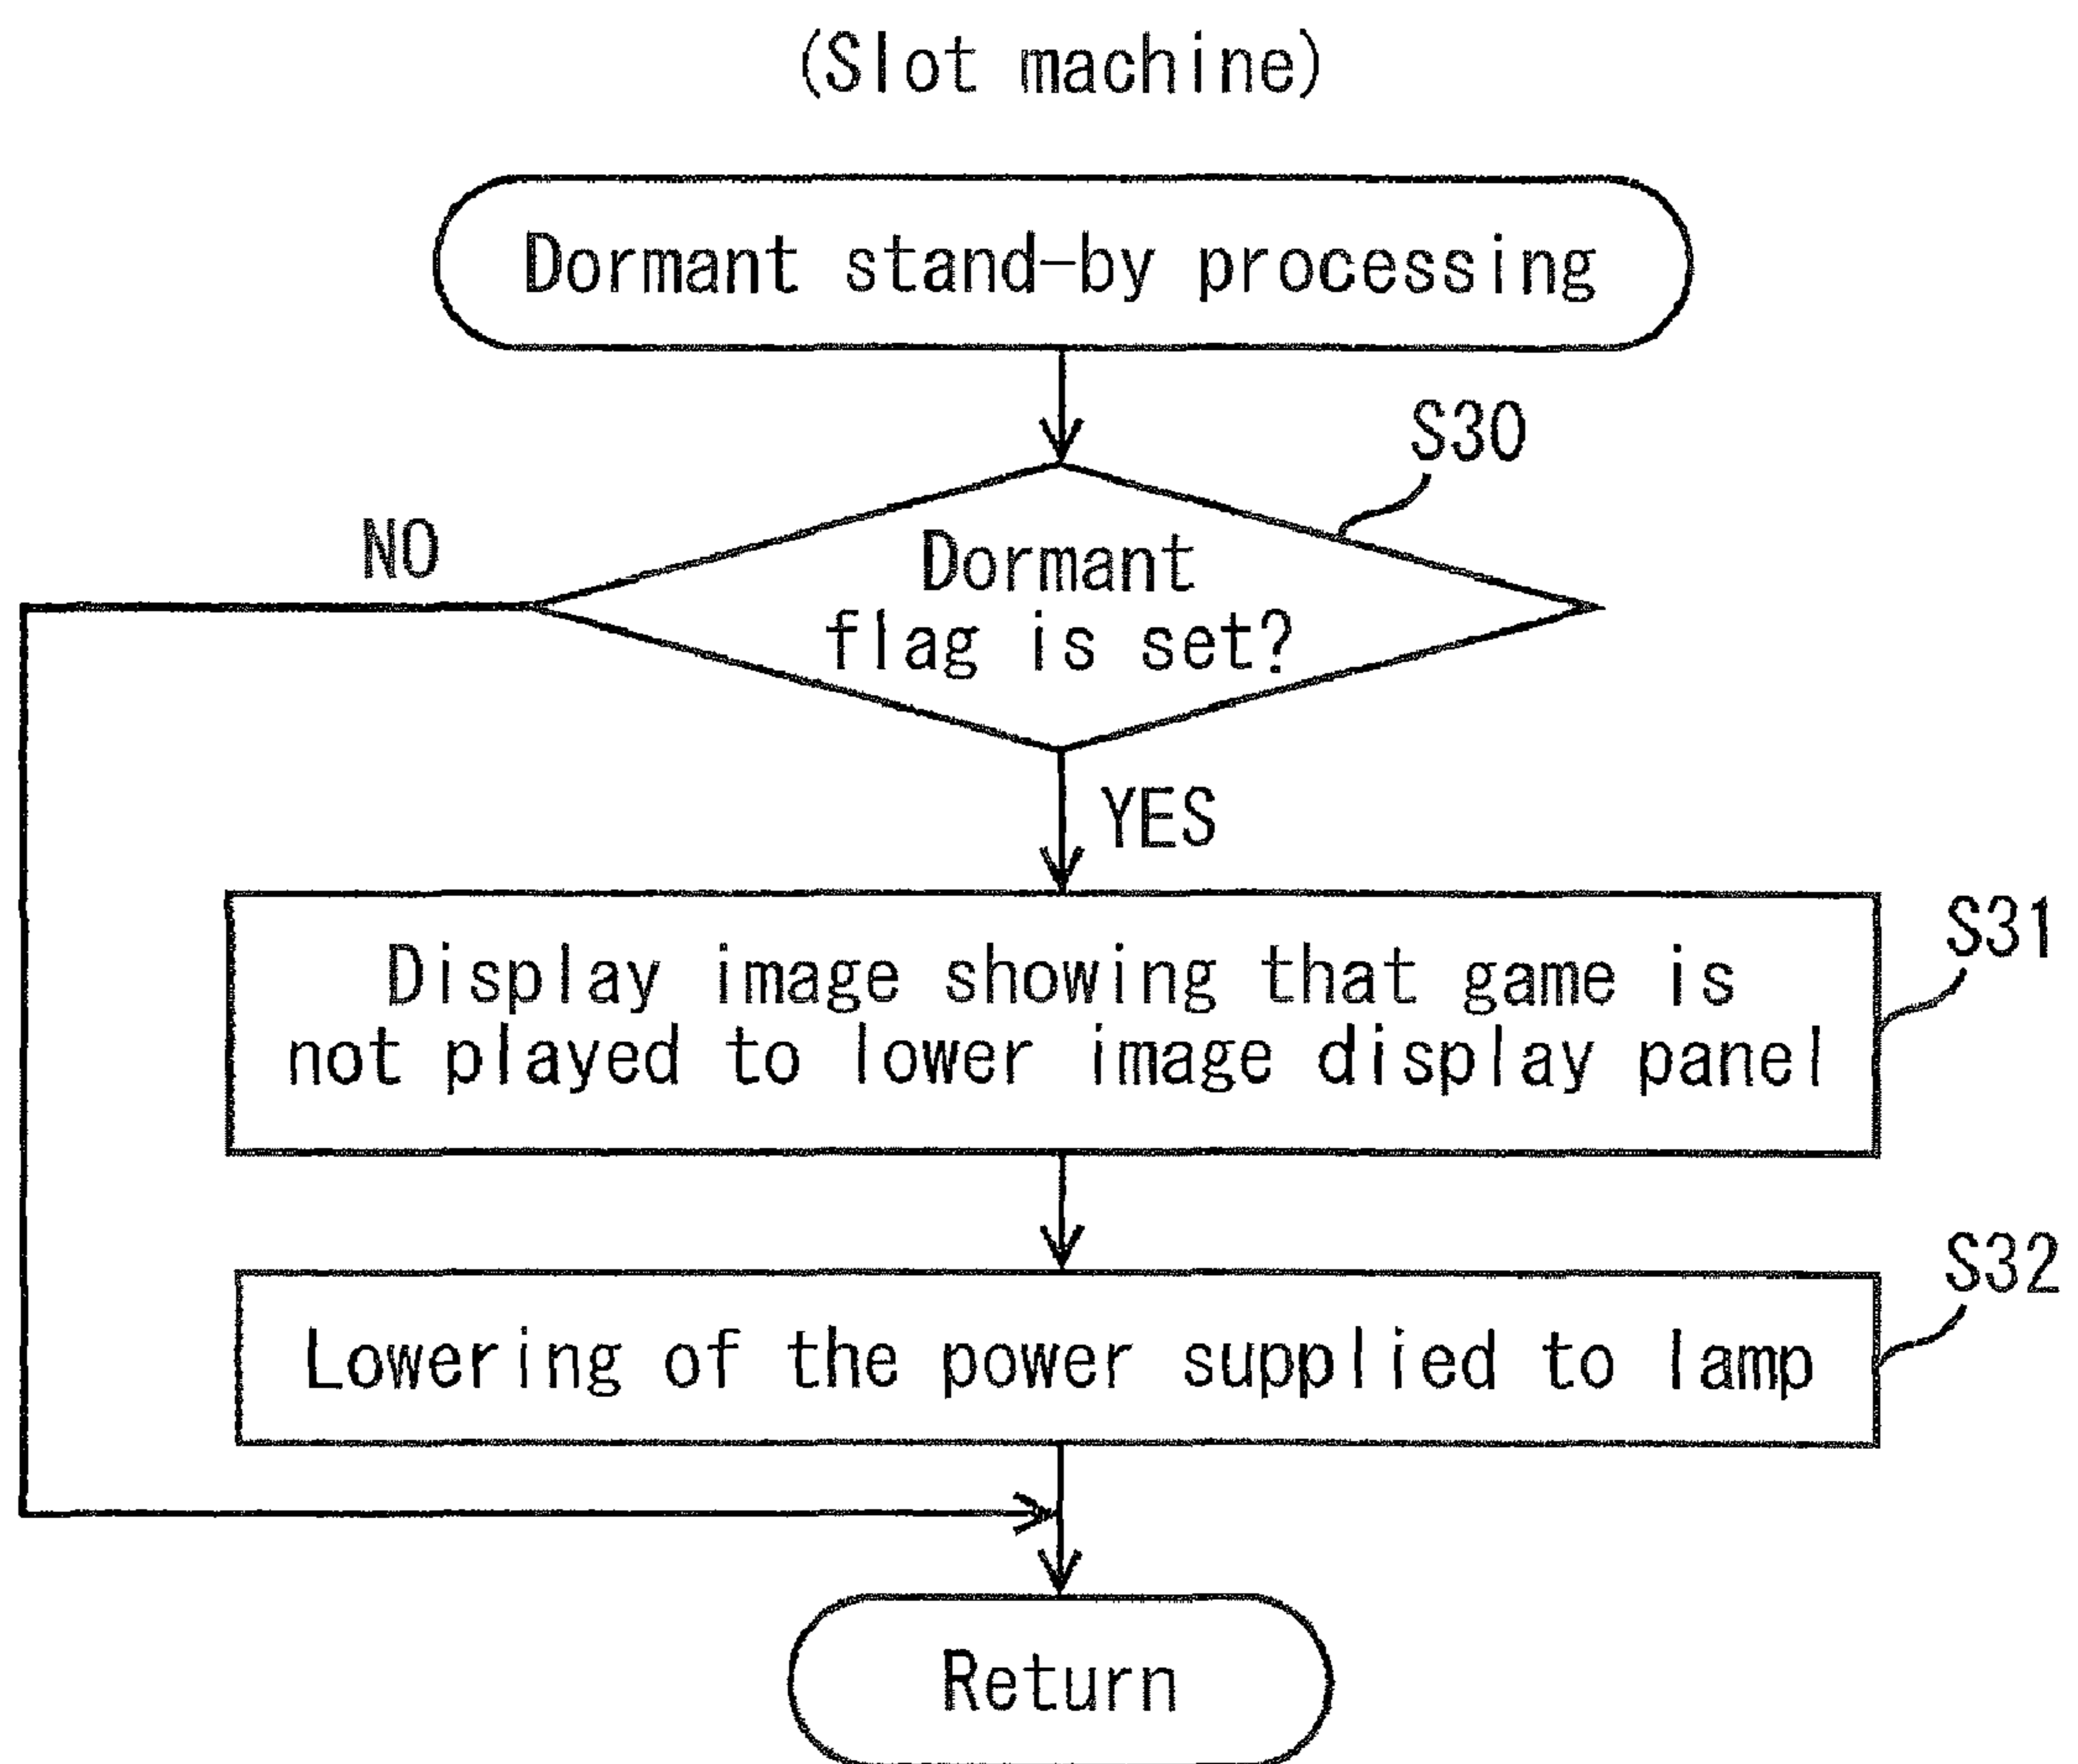 (Slot machine)
Dormant stand-by processing
S30
NO
Dormant
flag is set?
YES
S31
Display image showing that game is
not played to lower image display panel
S32
Lowering of the power supplied to lamp
Return